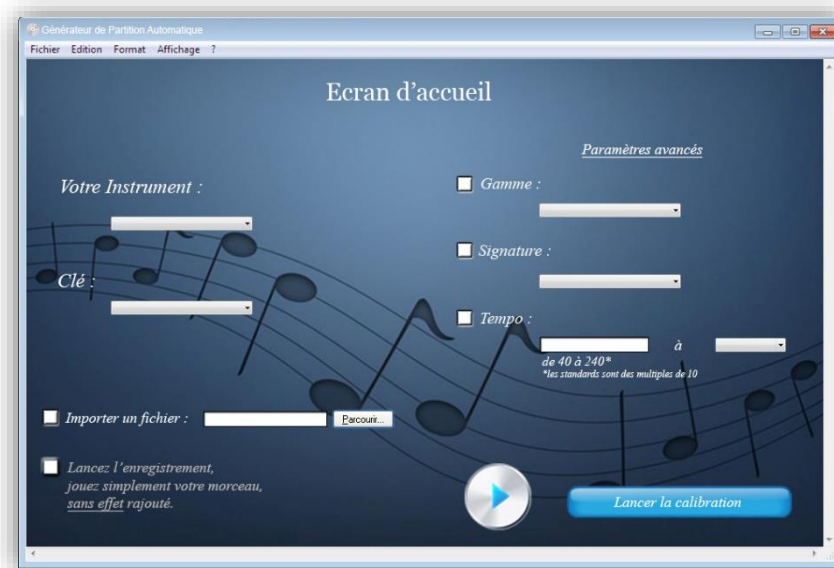 Générateur de Partition Automatique
Fichier Edition Format Affichage ?
Ecran d'accueil
Paramètres avancés
Votre Instrument :
Gamme :
Signature :
Clé :
Tempo :
à
de 40 à 240*
*les standards sont des multiples de 10
Importer un fichier :
Parcourir...
Lancez l'enregistrement,
jouez simplement votre morceau,
sans effet rajouté.
Lancer la calibration